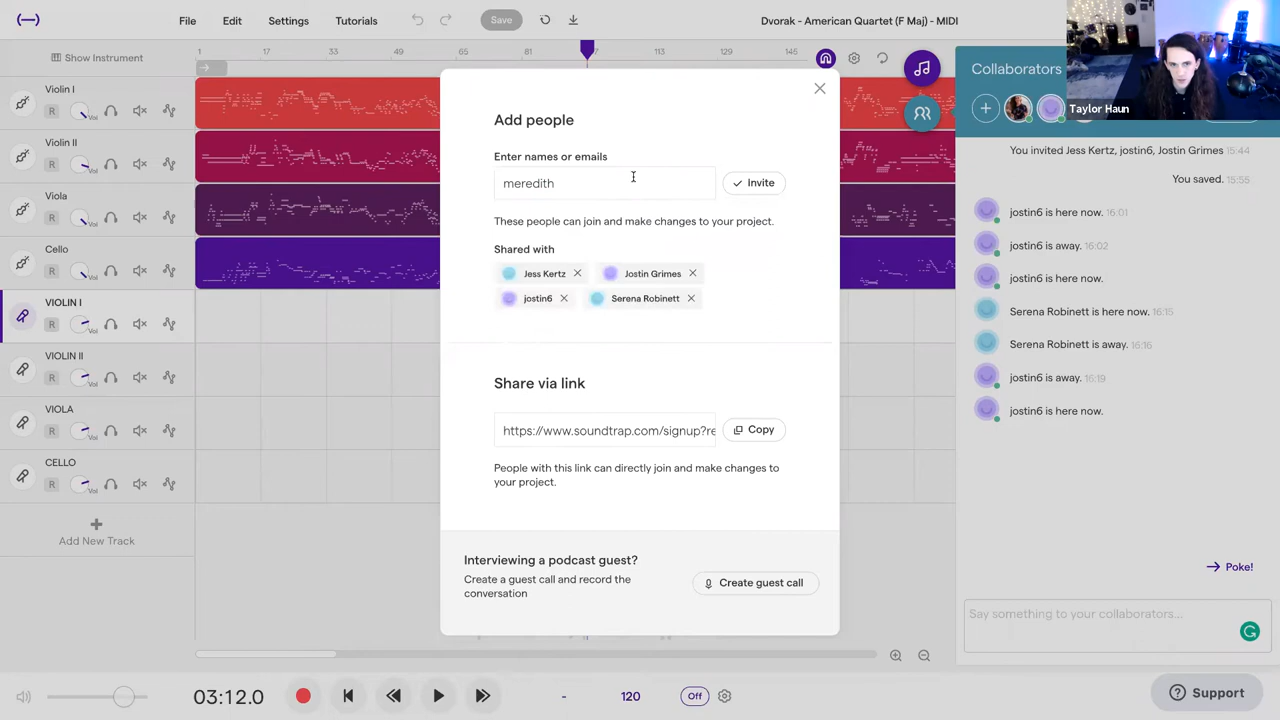 File Edit Settings Tutorials Save Dvorak - American Quartet (F Maj) - MIDI
Show Instrument
1 17 33 49 65 113 129 145
Violin I
R Vol
Violin II
R Vol
Viola
R Vol
Cello
R Vol
VIOLIN I
R Vol
VIOLIN II
R Vol
VIOLA
R Vol
CELLO
R Vol
Add New Track
Add people
Enter names or emails
meredith
Invite
These people can join and make changes to your project.
Shared with
Jess Kertz Jostin Grimes
jostin6 Serena Robinett
Share via link
https://www.soundtrap.com/signup?re
Copy
People with this link can directly join and make changes to
your project.
Interviewing a podcast guest?
Create a guest call and record the
conversation
Create guest call
Collaborators
Taylor Haun
You invited Jess Kertz, jostin6, Jostin Grimes 15:44
You saved. 15:55
jostin6 is here now. 16:01
jostin6 is away. 16:02
jostin6 is here now.
Serena Robinett is here now. 16:15
Serena Robinett is away. 16:16
jostin6 is away. 16:19
jostin6 is here now.
Poke!
Say something to your collaborators...
03:12.0
-
120
Off
Support